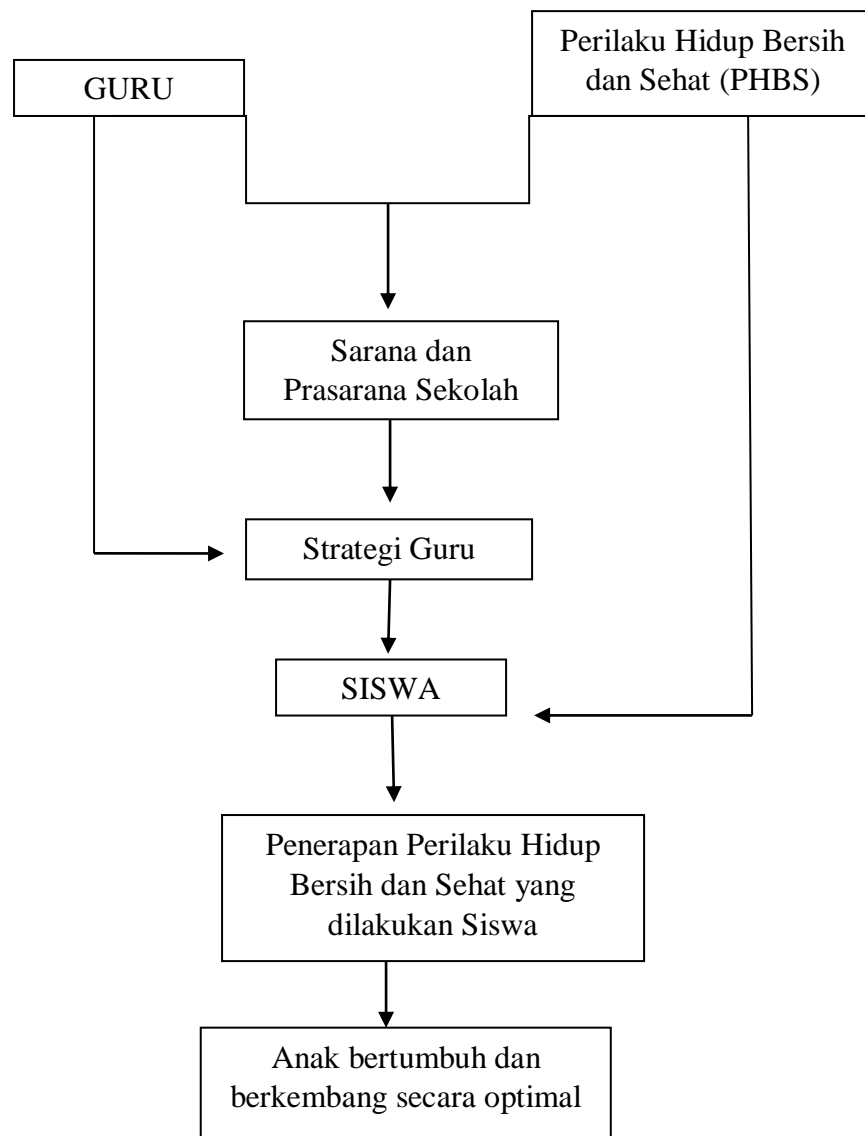 GURU
Perilaku Hidup Bersih
dan Sehat (PHBS)
Sarana dan
Prasarana Sekolah
Strategi Guru
SISWA
Penerapan Perilaku Hidup
Bersih dan Sehat yang
dilakukan Siswa
Anak bertumbuh dan
berkembang secara optimal